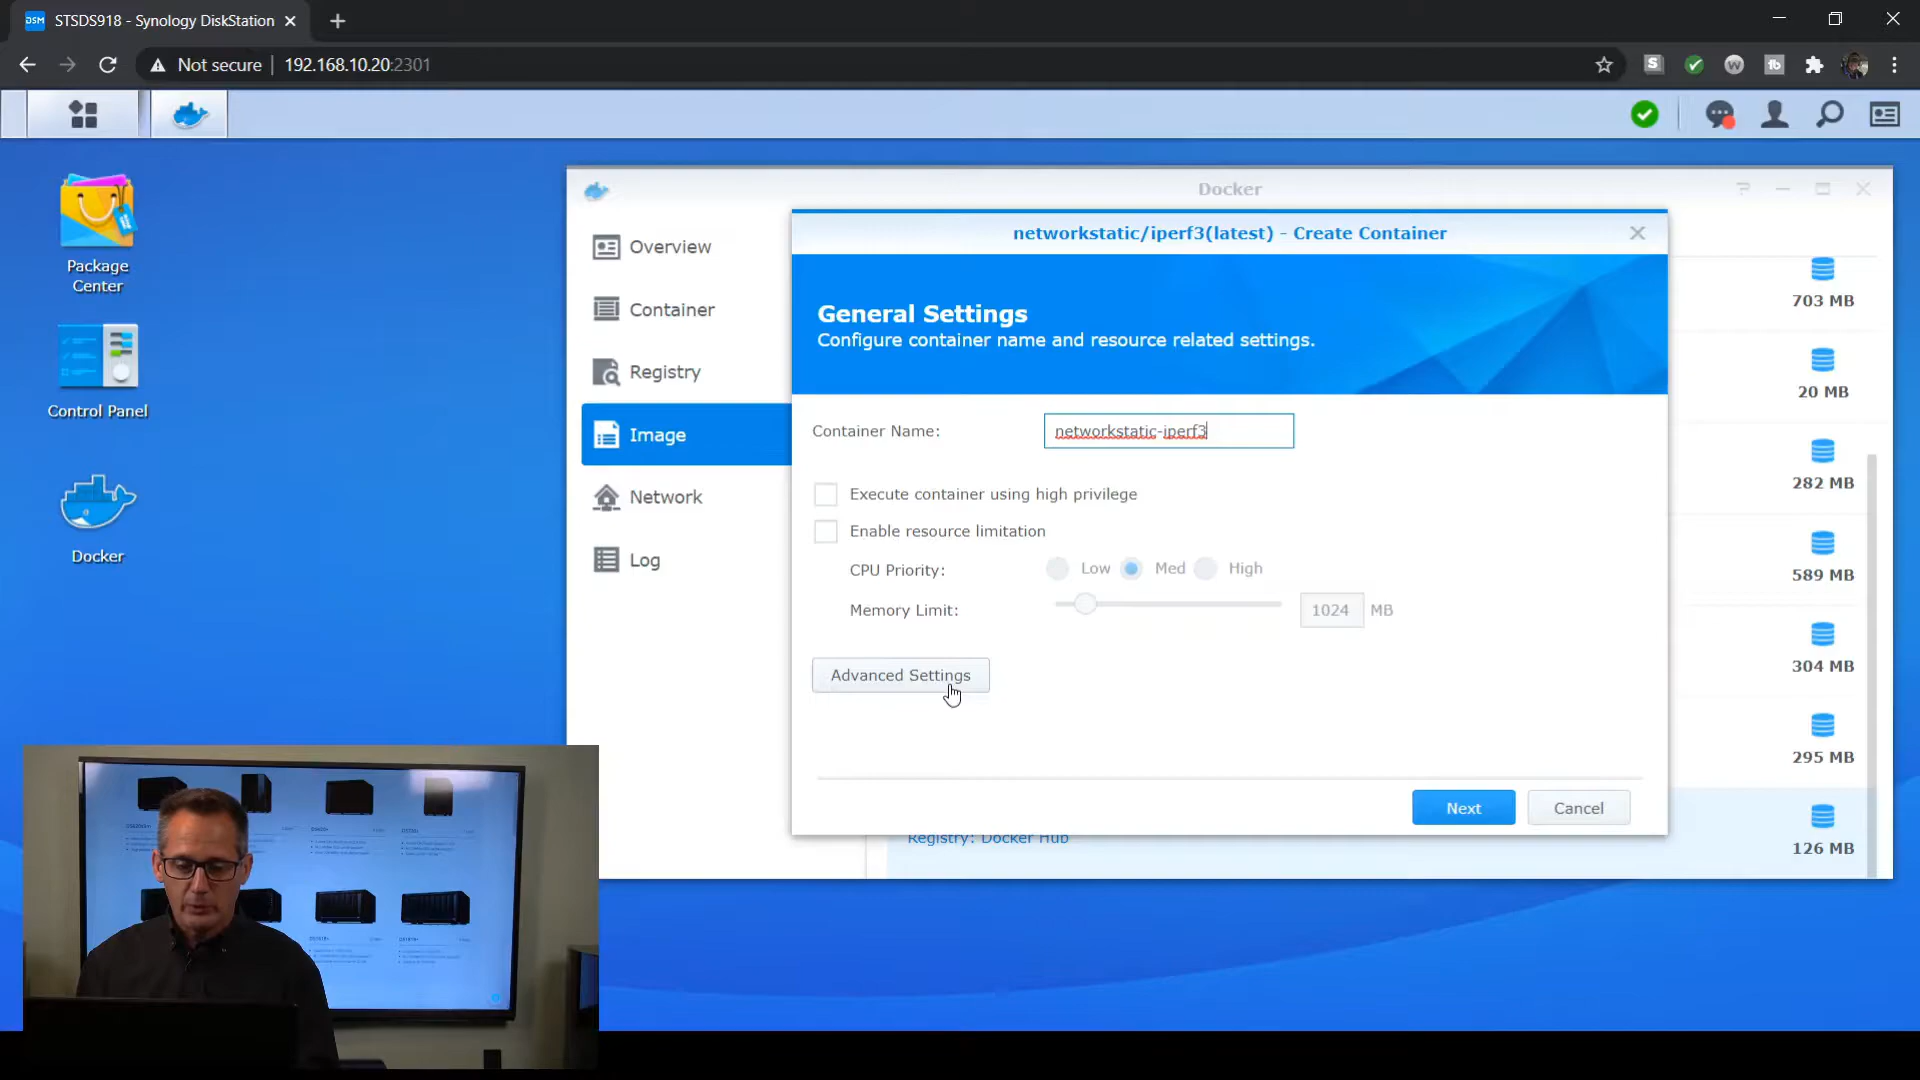 DSM STSDS918 - Synology DiskStation
Not secure 192.168.10.20:2301
Package
Center
Control Panel
Docker
Docker
Overview
Container
Registry
Image
Network
Log
networkstatic/iperf3(latest) - Create Container
General Settings
Configure container name and resource related settings.
Container Name: networkstatic-iperf3
Execute container using high privilege
Enable resource limitation
CPU Priority: Low Med High
Memory Limit: 1024 MB
Advanced Settings
Next Cancel
Registry: Docker Hub
703 MB
20 MB
282 MB
589 MB
304 MB
295 MB
126 MB